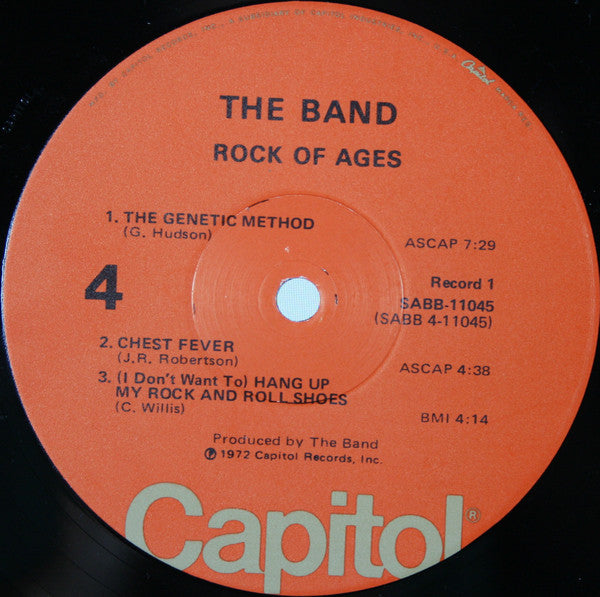 THE BAND
ROCK OF AGES
1. THE GENETIC METHOD
(G. Hudson)
ASCAP 7:29
4
Record 1
SABB-11045
(SABB 4-11045)
2. CHEST FEVER
(J.R. Robertson)
ASCAP 4:38
3. (I Don't Want To) HANG UP
MY ROCK AND ROLL SHOES
(C. Willis)
BMI 4:14
Produced by The Band
℗ 1972 Capitol Records, Inc.
Capitol®
Capitol